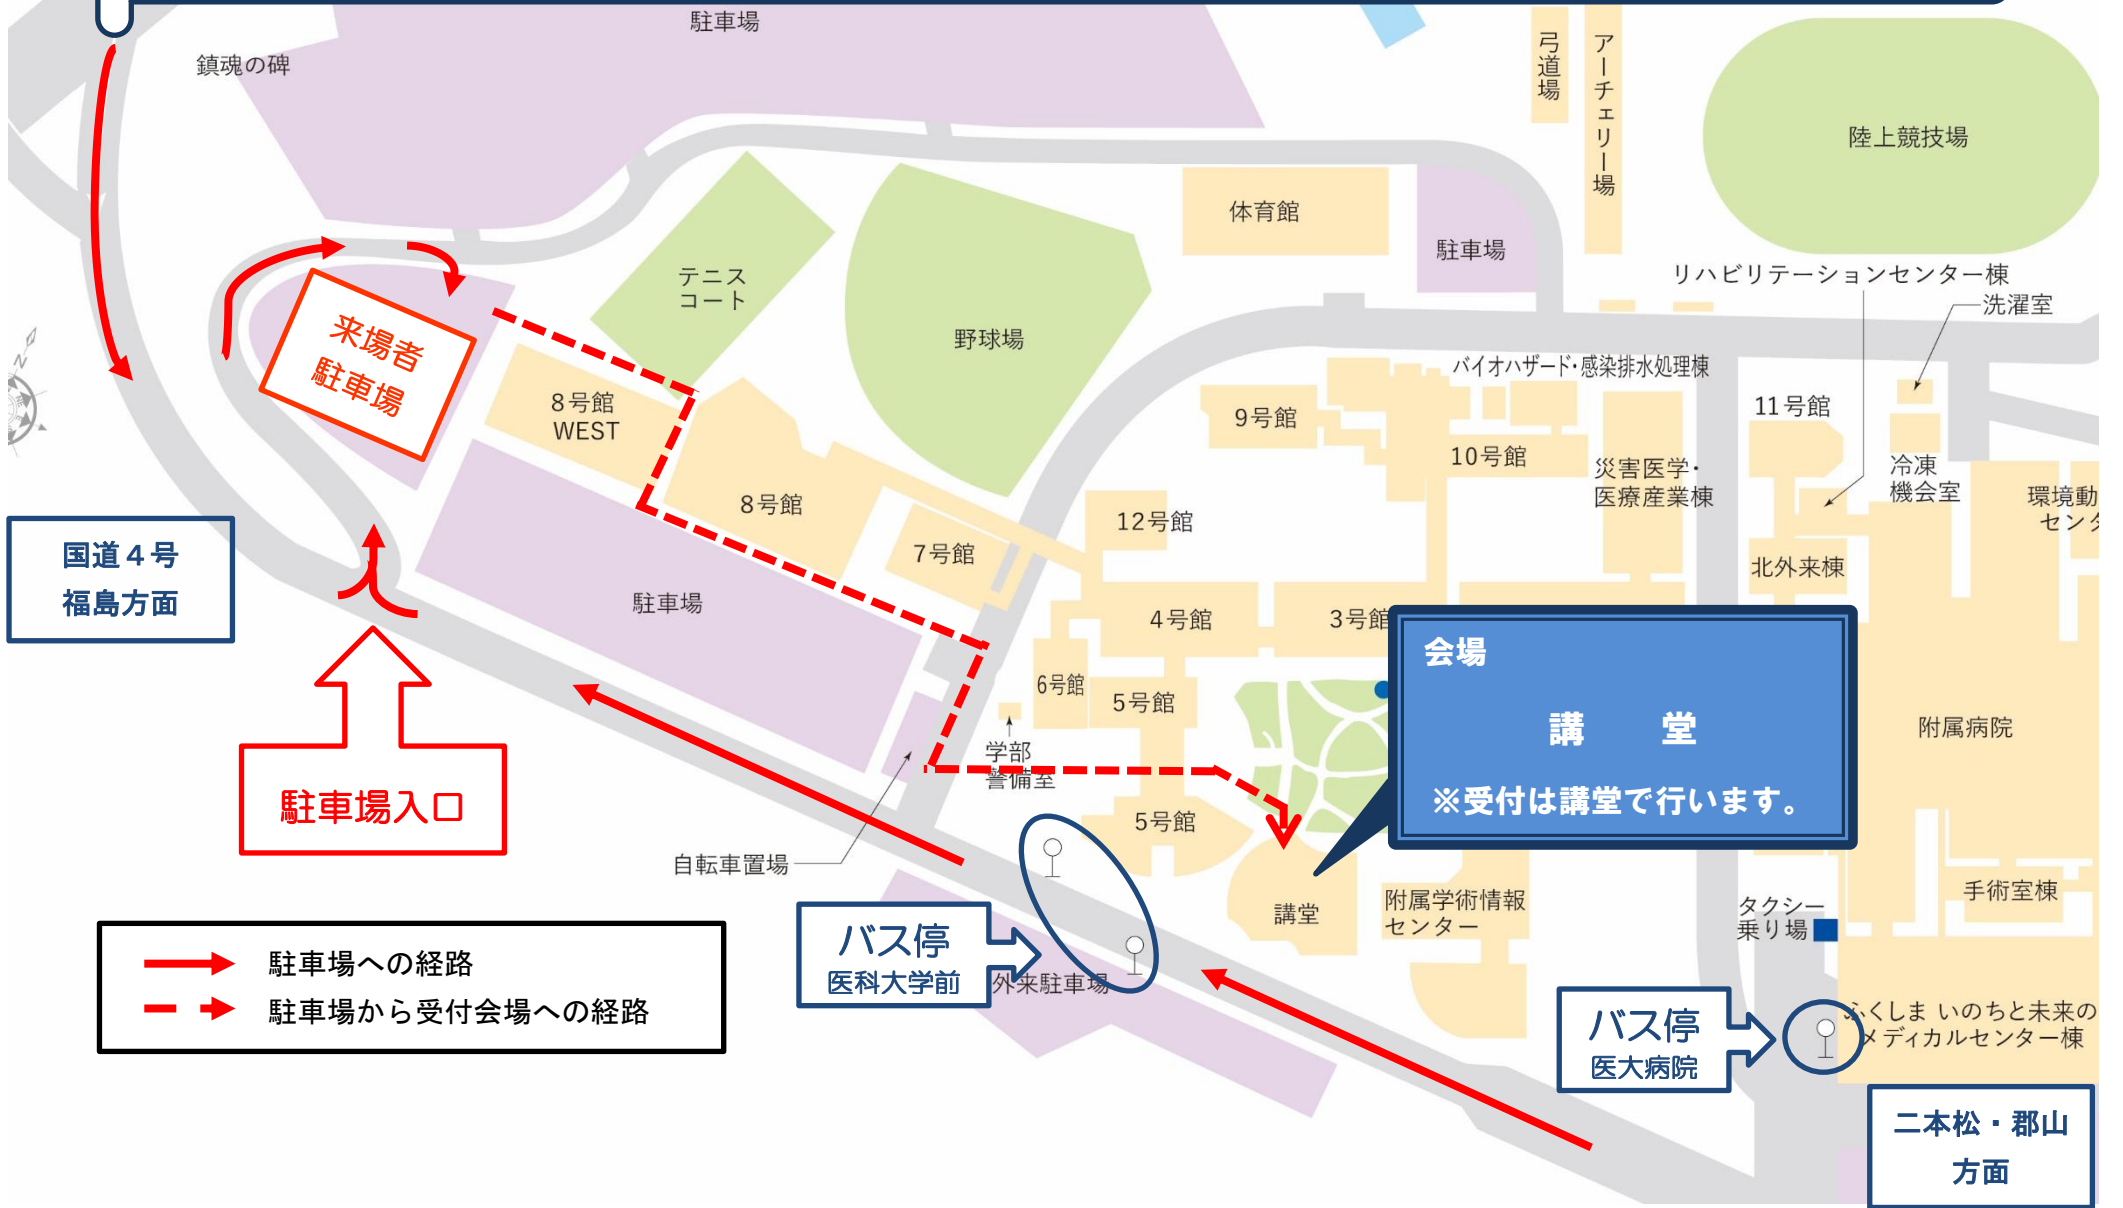 駐車場
鎮魂の碑
弓道場
アーチェリー場
陸上競技場
体育館
駐車場
テニス
コート
野球場
リハビリテーションセンター棟
洗濯室
来場者
駐車場
8号館
WEST
バイオハザード・感染排水処理棟
9号館
11号館
10号館
災害医学・
医療産業棟
冷凍
機会室
環境動
セン
8号館
12号館
7号館
北外来棟
国道4号
福島方面
駐車場
4号館
3号館
会場
講　堂
※受付は講堂で行います。
6号館
5号館
附属病院
学部
警備室
駐車場入口
5号館
自転車置場
手術室棟
講堂
附属学術情報
センター
タクシー
乗り場
バス停
医科大学前
外来駐車場
駐車場への経路
駐車場から受付会場への経路
バス停
医大病院
ふくしま いのちと未来の
メディカルセンター棟
二本松・郡山
方面
N